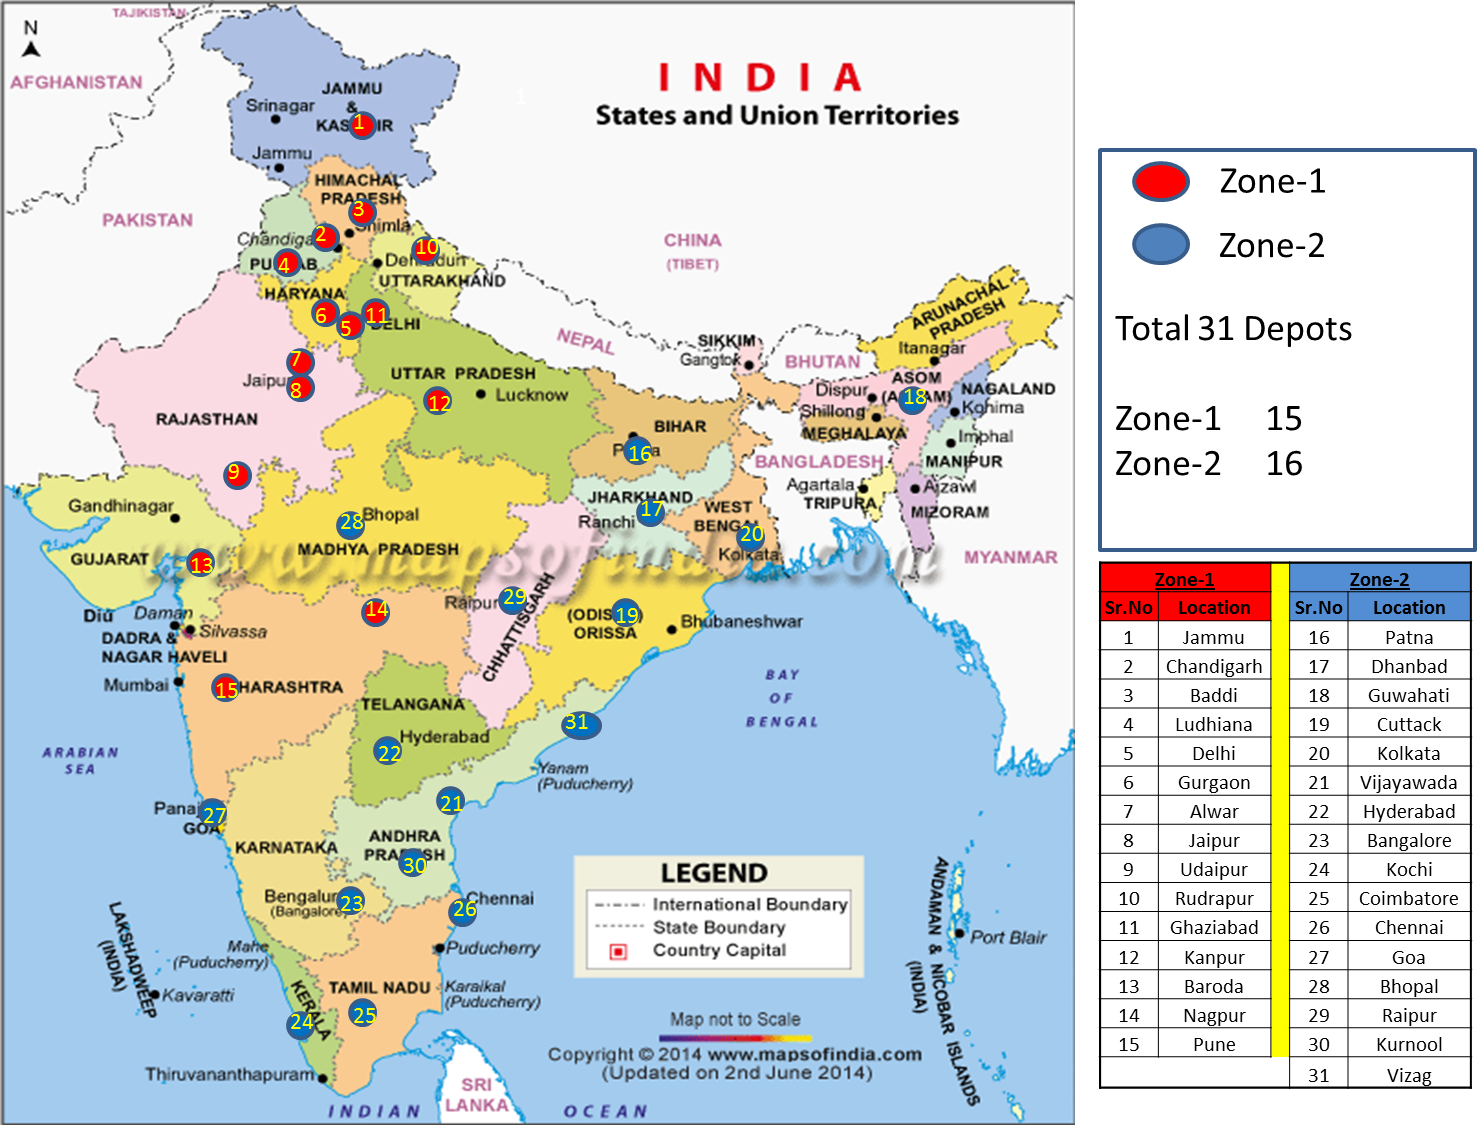 N
TAJIKISTAN
AFGHANISTAN
PAKISTAN
CHINA
(TIBET)
NEPAL
BHUTAN
BANGLADESH
MYANMAR
SRI
LANKA
INDIA
States and Union Territories
1
JAMMU
&
KASHMIR
1
Srinagar
Jammu
HIMACHAL
PRADESH
3
Shimla
2
4
10
UTTARAKHAND
HARYANA
6
5
11
DELHI
7
Jaipur
8
RAJASTHAN
9
UTTAR PRADESH
12
Lucknow
BIHAR
16
SIKKIM
Gangtok
ARUNACHAL
PRADESH
Itanagar
Dispur
ASOM
(ASSAM)
18
NAGALAND
Kohima
Shillong
MEGHALAYA
Imphal
MANIPUR
Agartala
TRIPURA
Aizawl
MIZORAM
JHARKHAND
Ranchi
17
WEST
BENGAL
20
Kolkata
Gandhinagar
GUJARAT
13
28
Bhopal
MADHYA PRADESH
www.mapsofindia.com
Raipur
29
CHHATTISGARH
19
ORISSA
Bhubaneshwar
Diu
Daman
Silvassa
DADRA &
NAGAR HAVELI
Mumbai
14
15
HARASHTRA
TELANGANA
Hyderabad
22
31
Yanam
(Puducherry)
21
27
GOA
KARNATAKA
ANDHRA
PRADESH
30
Bengaluru
(Bangalore)
23
Chennai
26
Mahe
(Puducherry)
Puducherry
Karaikal
(Puducherry)
TAMIL NADU
25
KERALA
24
Thiruvananthapuram
LAKSHADWEEP
(INDIA)
Kavaratti
ARABIAN
SEA
BAY
OF
BENGAL
INDIAN OCEAN
ANDAMAN & NICOBAR ISLANDS
(INDIA)
Port Blair
LEGEND
International Boundary
State Boundary
Country Capital
Map not to Scale
Copyright © 2014 www.mapsofindia.com
(Updated on 2nd June 2014)
Zone-1
Zone-2
Total 31 Depots
Zone-1 15
Zone-2 16
Zone-1 Zone-2
Sr.No Location Sr.No Location
1 Jammu 16 Patna
2 Chandigarh 17 Dhanbad
3 Baddi 18 Guwahati
4 Ludhiana 19 Cuttack
5 Delhi 20 Kolkata
6 Gurgaon 21 Vijayawada
7 Alwar 22 Hyderabad
8 Jaipur 23 Bangalore
9 Udaipur 24 Kochi
10 Rudrapur 25 Coimbatore
11 Ghaziabad 26 Chennai
12 Kanpur 27 Goa
13 Baroda 28 Bhopal
14 Nagpur 29 Raipur
15 Pune 30 Kurnool
31 Vizag